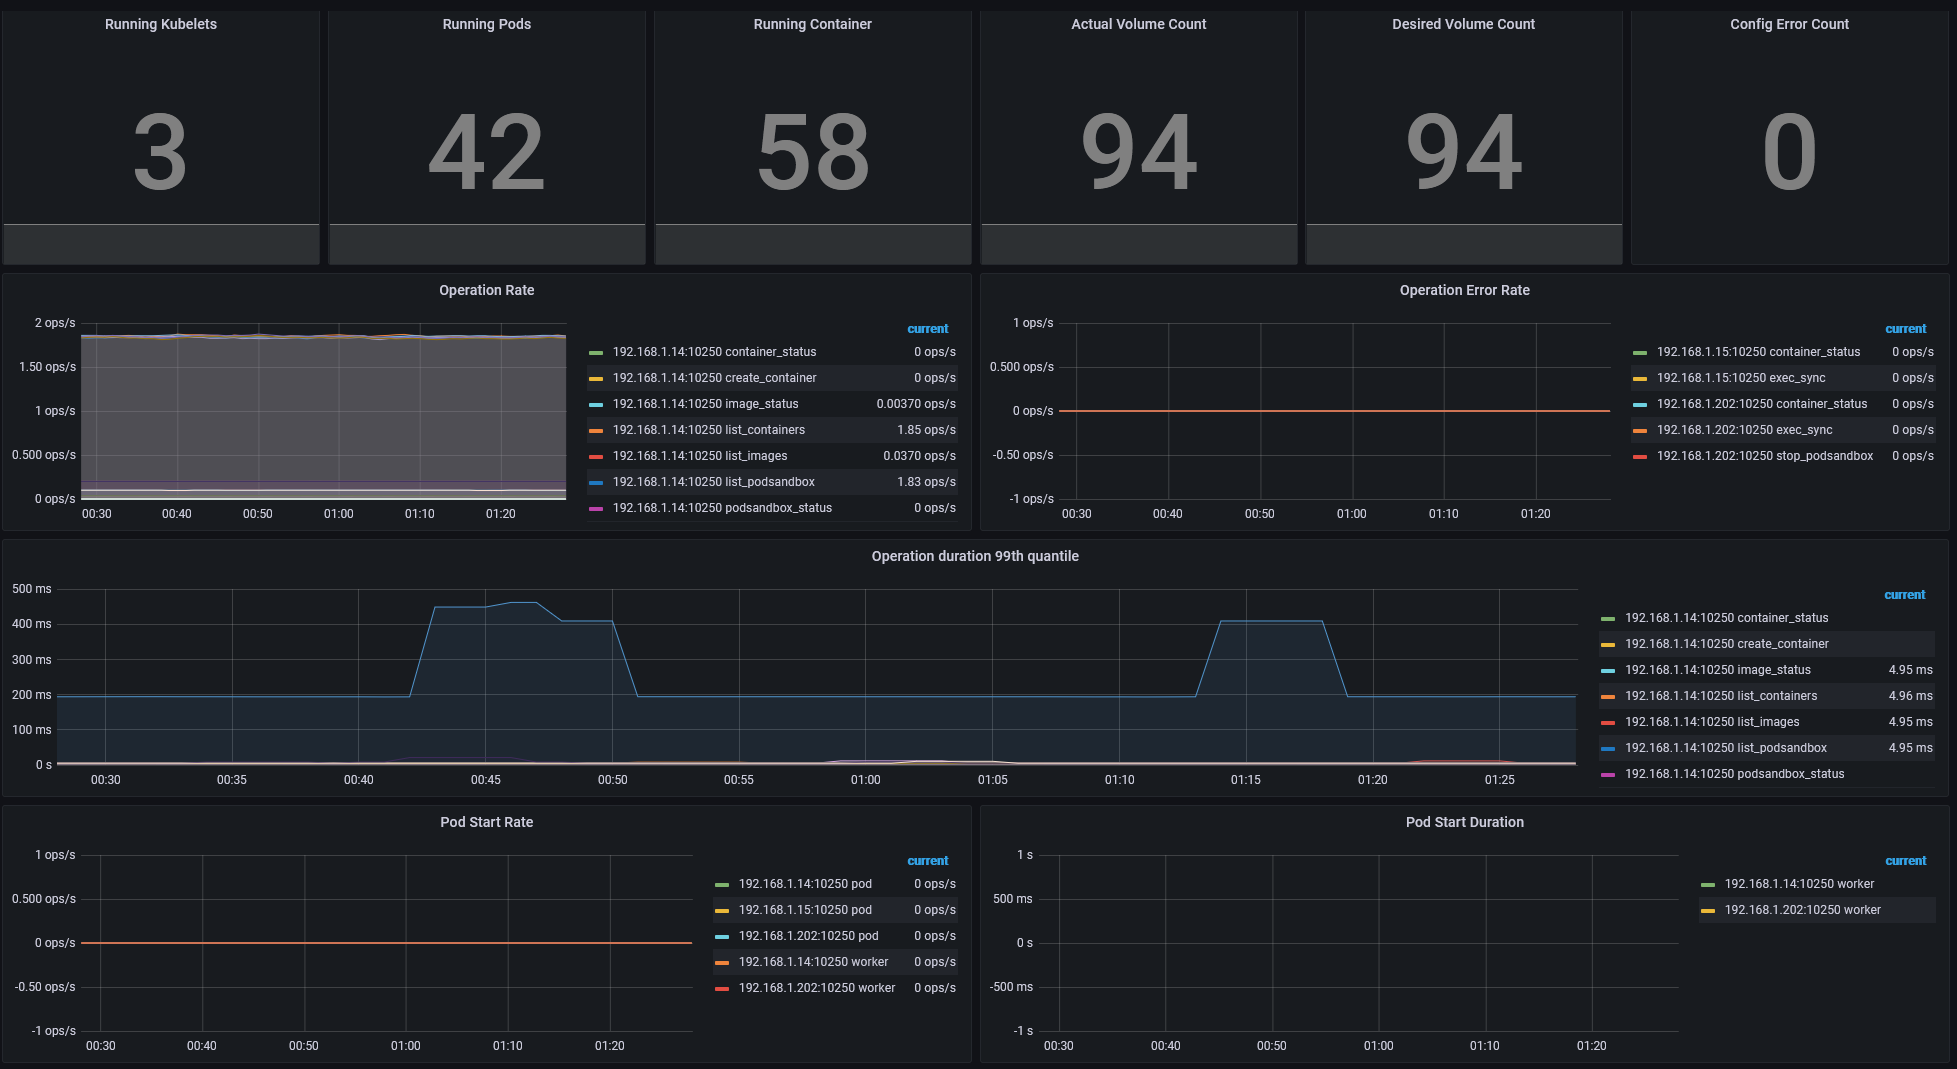 Running Kubelets
3
Running Pods
42
Running Container
58
Actual Volume Count
94
Desired Volume Count
94
Config Error Count
0
Operation Rate
2 ops/s
1.50 ops/s
1 ops/s
0.500 ops/s
0 ops/s
00:30 00:40 00:50 01:00 01:10 01:20
current
192.168.1.14:10250 container_status 0 ops/s
192.168.1.14:10250 create_container 0 ops/s
192.168.1.14:10250 image_status 0.00370 ops/s
192.168.1.14:10250 list_containers 1.85 ops/s
192.168.1.14:10250 list_images 0.0370 ops/s
192.168.1.14:10250 list_podsandbox 1.83 ops/s
192.168.1.14:10250 podsandbox_status 0 ops/s
Operation Error Rate
1 ops/s
0.500 ops/s
0 ops/s
-0.50 ops/s
-1 ops/s
00:30 00:40 00:50 01:00 01:10 01:20
current
192.168.1.15:10250 container_status 0 ops/s
192.168.1.15:10250 exec_sync 0 ops/s
192.168.1.202:10250 container_status 0 ops/s
192.168.1.202:10250 exec_sync 0 ops/s
192.168.1.202:10250 stop_podsandbox 0 ops/s
Operation duration 99th quantile
500 ms
400 ms
300 ms
200 ms
100 ms
0 s
00:30 00:35 00:40 00:45 00:50 00:55 01:00 01:05 01:10 01:15 01:20 01:25
current
192.168.1.14:10250 container_status
192.168.1.14:10250 create_container
192.168.1.14:10250 image_status 4.95 ms
192.168.1.14:10250 list_containers 4.96 ms
192.168.1.14:10250 list_images 4.95 ms
192.168.1.14:10250 list_podsandbox 4.95 ms
192.168.1.14:10250 podsandbox_status
Pod Start Rate
1 ops/s
0.500 ops/s
0 ops/s
-0.50 ops/s
-1 ops/s
00:30 00:40 00:50 01:00 01:10 01:20
current
192.168.1.14:10250 pod 0 ops/s
192.168.1.15:10250 pod 0 ops/s
192.168.1.202:10250 pod 0 ops/s
192.168.1.14:10250 worker 0 ops/s
192.168.1.202:10250 worker 0 ops/s
Pod Start Duration
1 s
500 ms
0 s
-500 ms
-1 s
00:30 00:40 00:50 01:00 01:10 01:20
current
192.168.1.14:10250 worker
192.168.1.202:10250 worker